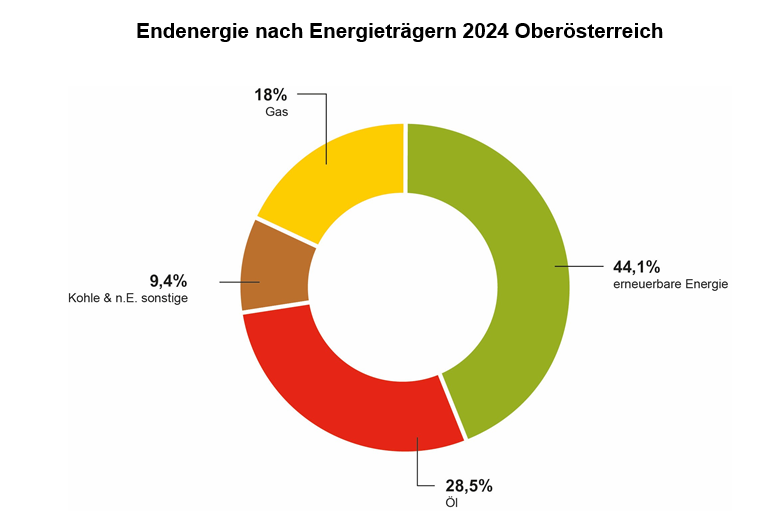 Endenergie nach Energieträgern 2024 Oberösterreich
18%
Gas
44,1%
erneuerbare Energie
9,4%
Kohle & n.E. sonstige
28,5%
Öl